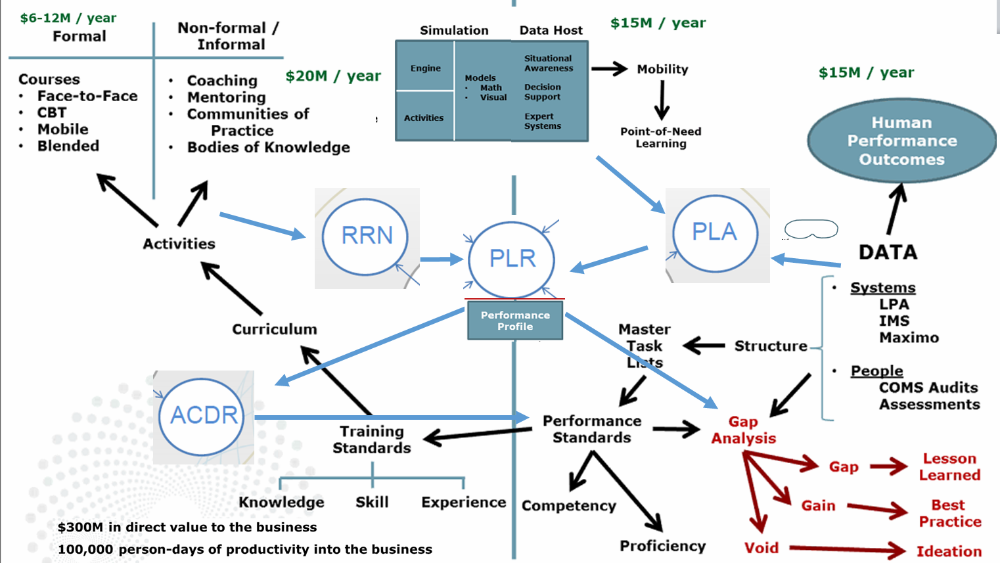 $6-12M / year
Formal
Non-formal /
Informal
Courses
• Face-to-Face
• CBT
• Mobile
• Blended
• Coaching
• Mentoring
• Communities of
Practice
• Bodies of Knowledge
$20M / year
Simulation
Data Host
Engine
Activities
Models
• Math
• Visual
Situational
Awareness
Decision
Support
Expert
Systems
$15M / year
Mobility
Point-of-Need
Learning
$15M / year
Human
Performance
Outcomes
Activities
RRN
PLR
PLA
DATA
Performance
Profile
Curriculum
Master
Task
Lists
Structure
• Systems
LPA
IMS
Maximo
• People
COMS Audits
Assessments
ACDR
Training
Standards
Performance
Standards
Gap
Analysis
Knowledge
Skill
Experience
Competency
Proficiency
Gap
Lesson
Learned
Gain
Best
Practice
Void
Ideation
$300M in direct value to the business
100,000 person-days of productivity into the business